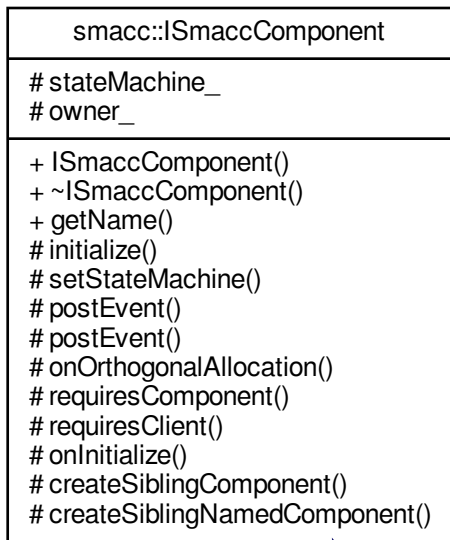 smacc::ISmaccComponent
# stateMachine_
# owner_
+ ISmaccComponent()
+ ~ISmaccComponent()
+ getName()
# initialize()
# setStateMachine()
# postEvent()
# postEvent()
# onOrthogonalAllocation()
# requiresComponent()
# requiresClient()
# onInitialize()
# createSiblingComponent()
# createSiblingNamedComponent()